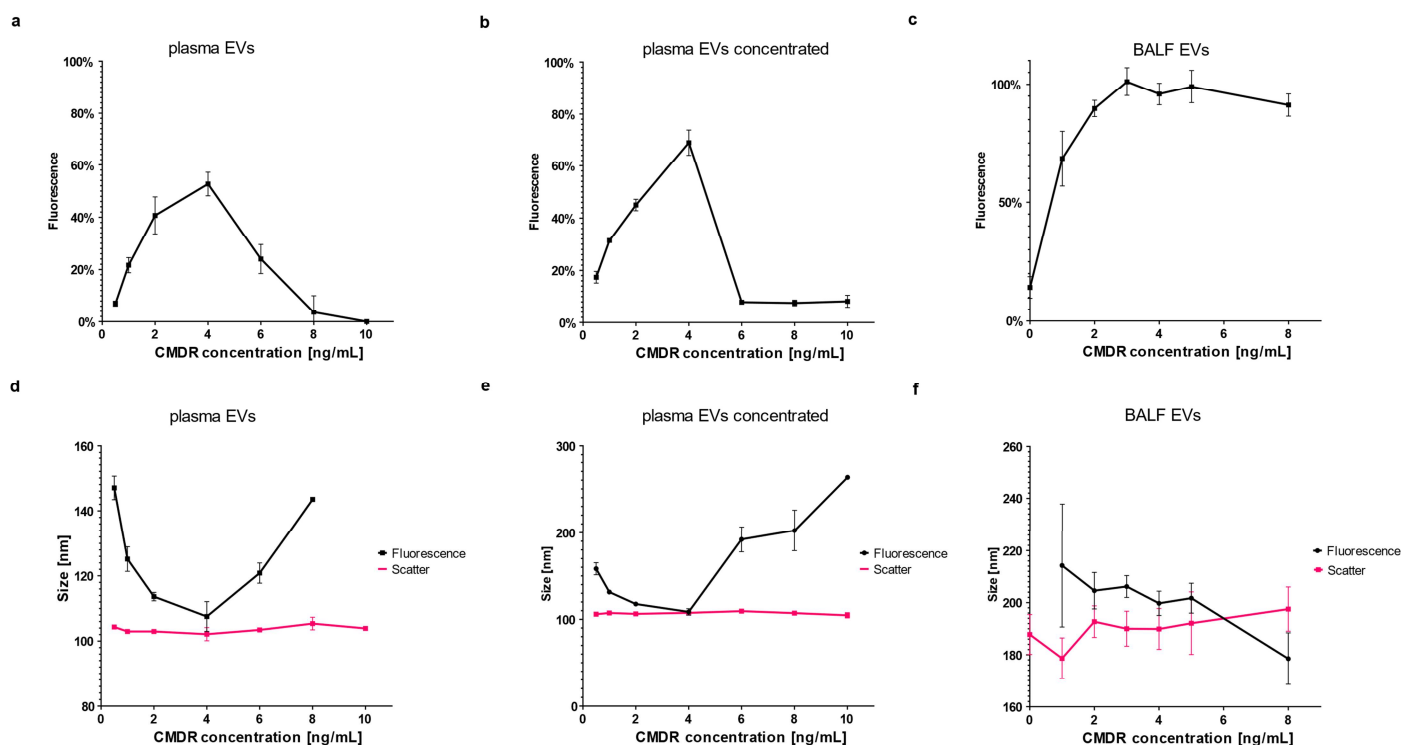 a
plasma EVs
100%
80%
60%
40%
20%
0%
Fluorescence
0 2 4 6 8 10
CMDR concentration [ng/mL]
b
plasma EVs concentrated
100%
80%
60%
40%
20%
0%
Fluorescence
0 2 4 6 8 10
CMDR concentration [ng/mL]
c
BALF EVs
100%
50%
0%
Fluorescence
0 2 4 6 8
CMDR concentration [ng/mL]
d
plasma EVs
160
140
120
100
80
Size [nm]
0 2 4 6 8 10
CMDR concentration [ng/mL]
Fluorescence
Scatter
e
plasma EVs concentrated
300
200
100
0
Size [nm]
0 2 4 6 8 10
CMDR concentration [ng/mL]
Fluorescence
Scatter
f
BALF EVs
260
240
220
200
180
160
Size [nm]
0 2 4 6 8
CMDR concentration [ng/mL]
Fluorescence
Scatter